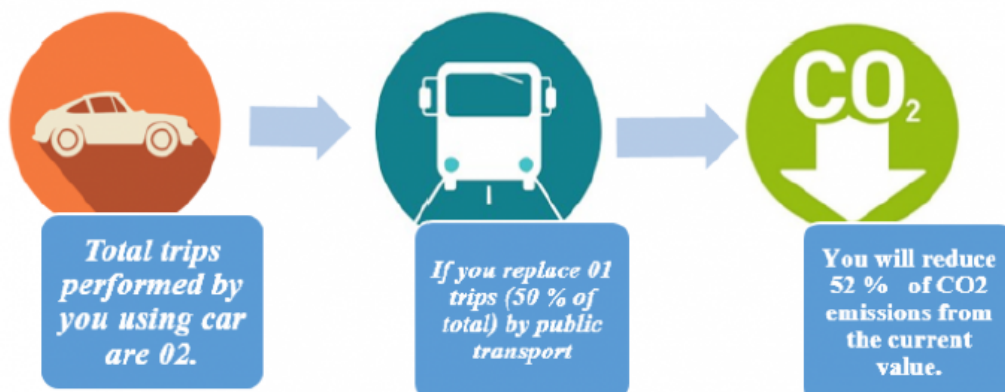 CO2
Total trips
performed by
you using car
are 02.
If you replace 01
trips (50 % of
total) by public
transport
You will reduce
52 % of CO2
emissions from
the current
value.